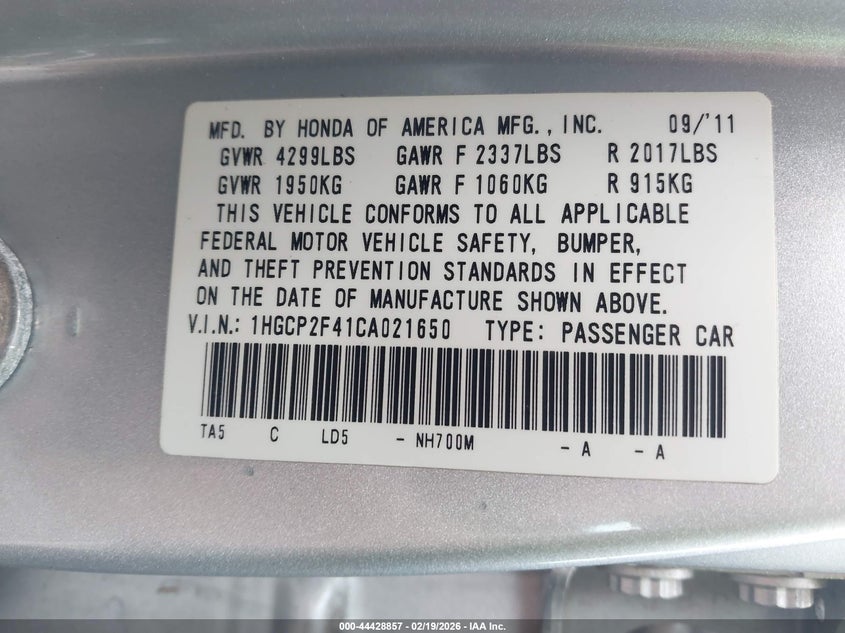 MFD. BY HONDA OF AMERICA MFG., INC. 09/'11
GVWR 4299LBS GAWR F 2337LBS R 2017LBS
GVWR 1950KG GAWR F 1060KG R 915KG
THIS VEHICLE CONFORMS TO ALL APPLICABLE
FEDERAL MOTOR VEHICLE SAFETY, BUMPER,
AND THEFT PREVENTION STANDARDS IN EFFECT
ON THE DATE OF MANUFACTURE SHOWN ABOVE.
V.I.N.: 1HGCP2F41CA021650 TYPE: PASSENGER CAR
TA5 C LD5 - NH700M - A - A
000-44428857 - 02/19/2026 - IAA Inc.